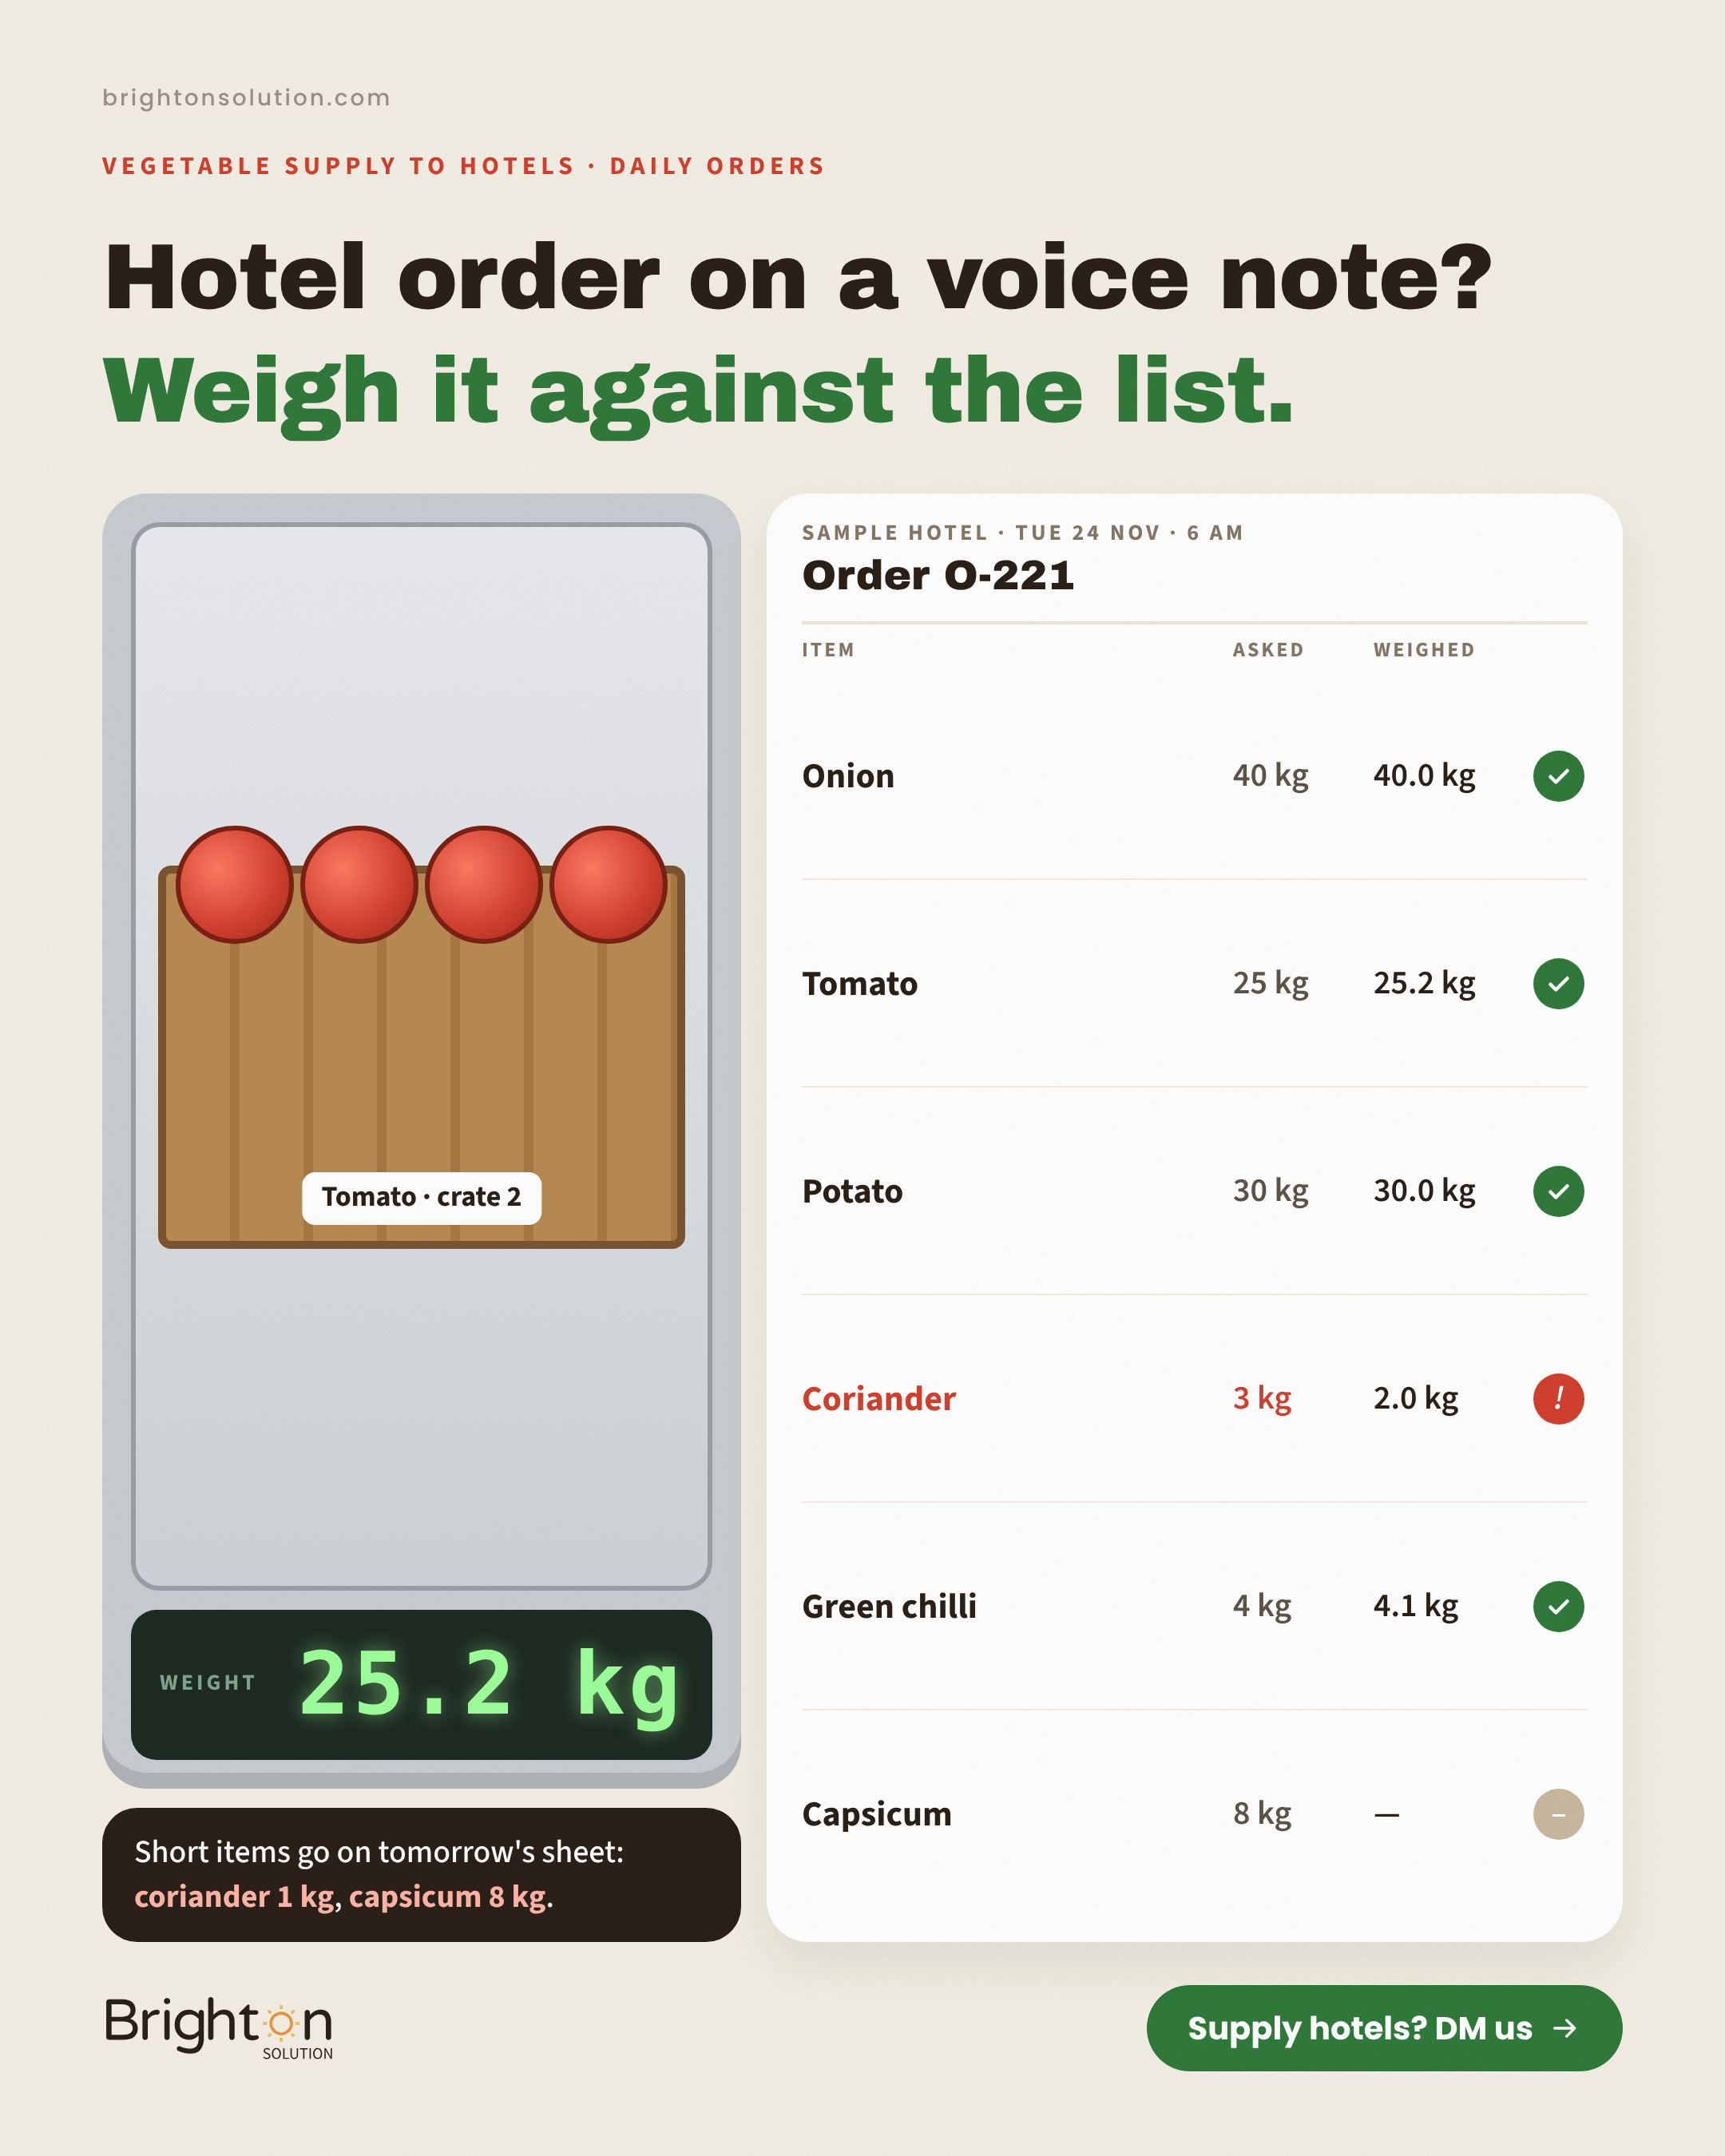 brightonsolution.com
VEGETABLE SUPPLY TO HOTELS · DAILY ORDERS
Hotel order on a voice note?
Weigh it against the list.
Tomato · crate 2
WEIGHT 25.2 kg
Short items go on tomorrow's sheet:
coriander 1 kg, capsicum 8 kg.
SAMPLE HOTEL · TUE 24 NOV · 6 AM
Order O-221
ITEM ASKED WEIGHED
Onion 40 kg 40.0 kg
Tomato 25 kg 25.2 kg
Potato 30 kg 30.0 kg
Coriander 3 kg 2.0 kg !
Green chilli 4 kg 4.1 kg
Capsicum 8 kg — –
Brighton
SOLUTION
Supply hotels? DM us →